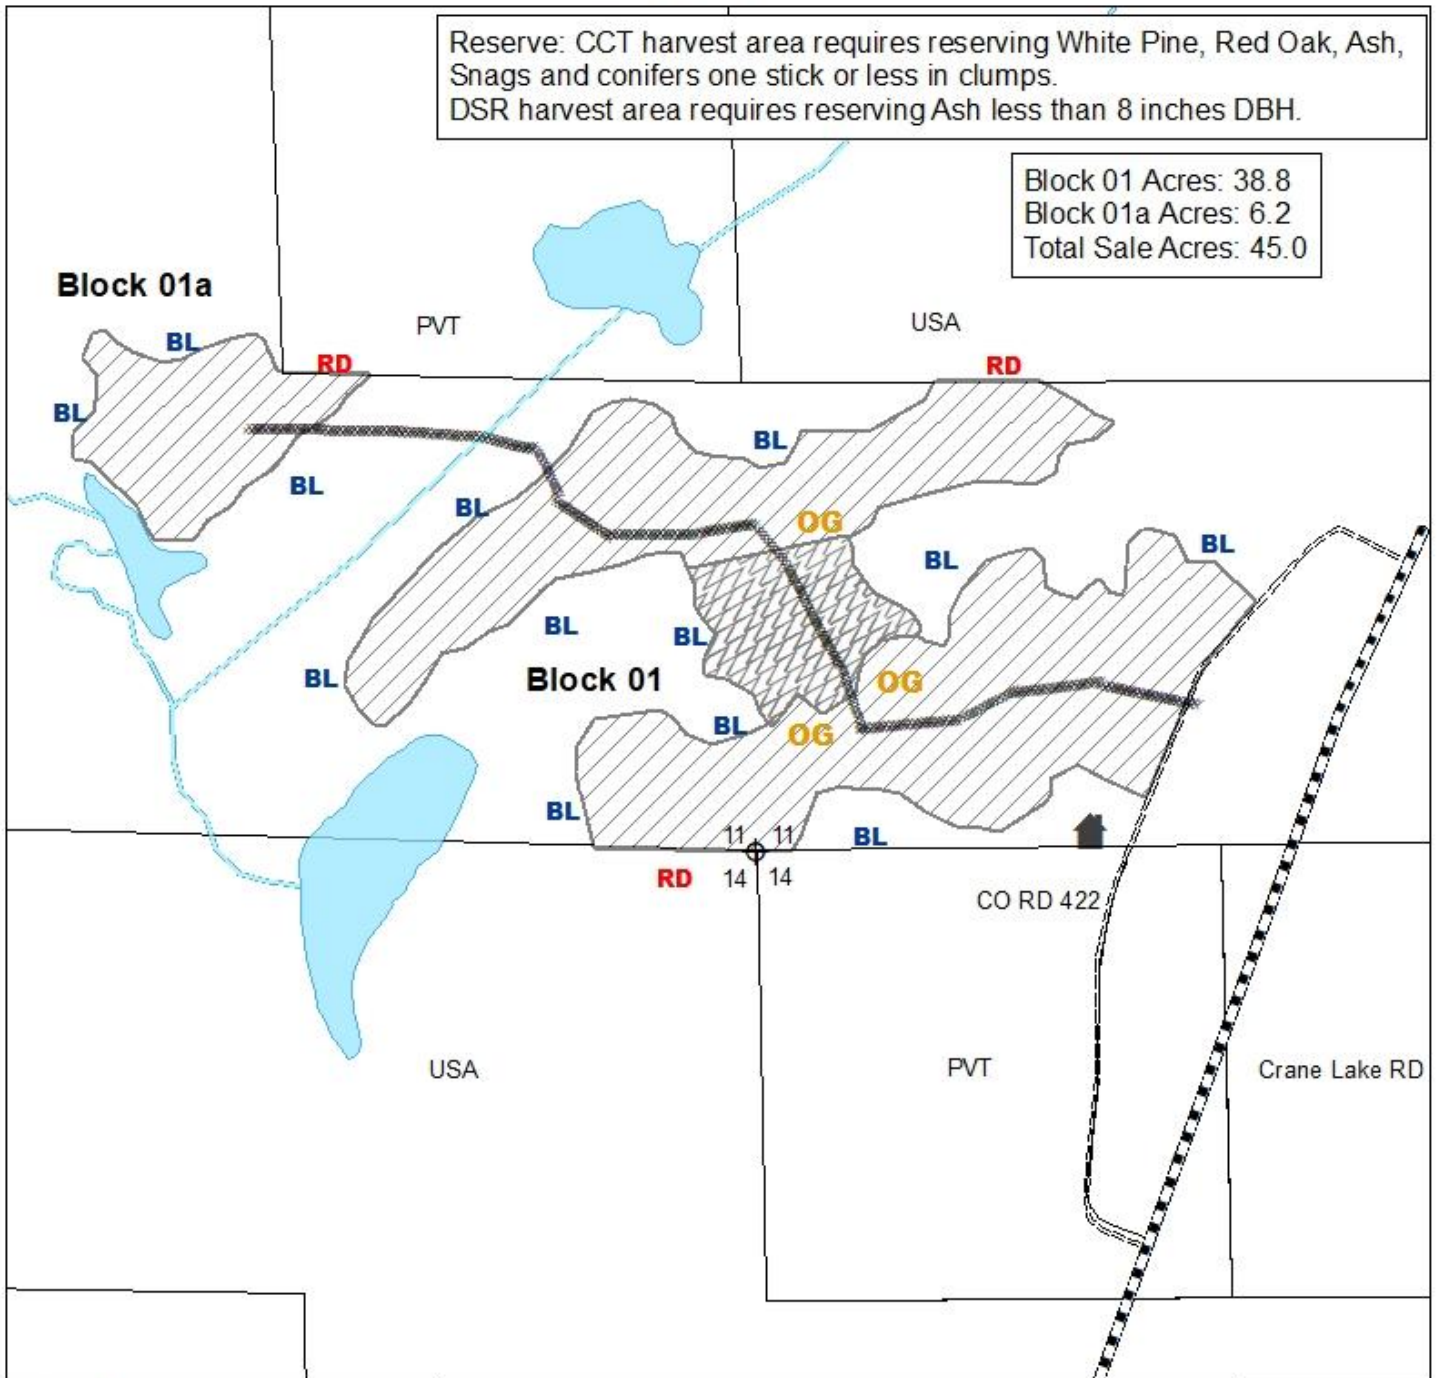 Reserve: CCT harvest area requires reserving White Pine, Red Oak, Ash,
Snags and conifers one stick or less in clumps.
DSR harvest area requires reserving Ash less than 8 inches DBH.
Block 01 Acres: 38.8
Block 01a Acres: 6.2
Total Sale Acres: 45.0
Block 01a
PVT
USA
BL
RD
RD
BL
BL
BL
BL
OG
BL
BL
BL
BL
BL
Block 01
OG
BL
BL
OG
BL
11 11
BL
RD
14 14
CO RD 422
USA
PVT
Crane Lake RD